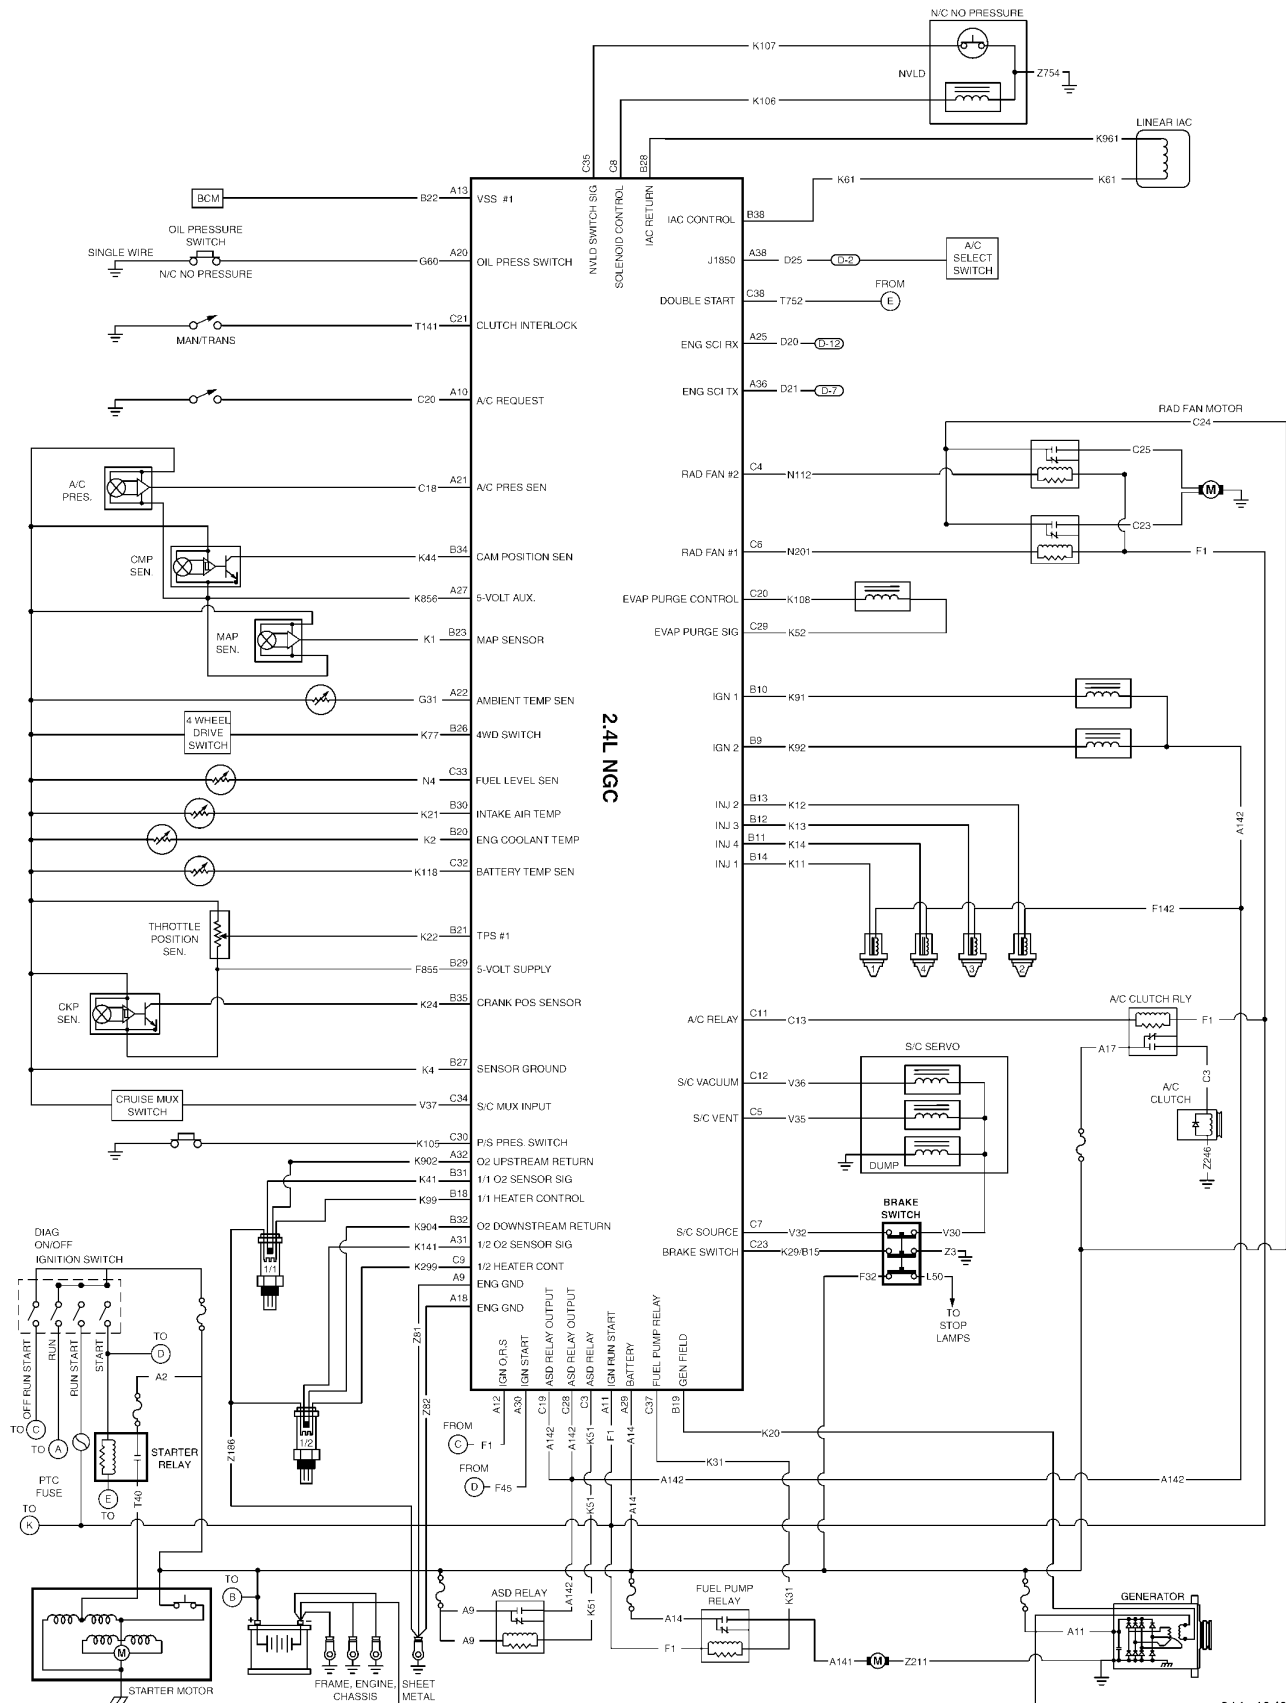 N/C NO PRESSURE
K107
NVLD
Z754
K106
LINEAR IAC
K961
K61
K61
C35
C8
B28
NVLD SWITCH SIG
SOLENOID CONTROL
IAC RETURN
BCM
B22
A13
VSS #1
IAC CONTROL
B38
OIL PRESSURE
SWITCH
SINGLE WIRE
N/C NO PRESSURE
G60
A20
OIL PRESS SWITCH
J1850
A38
D25
D-2
A/C
SELECT
SWITCH
DOUBLE START
C38
T752
FROM
E
MAN/TRANS
T141
C21
CLUTCH INTERLOCK
ENG SCI RX
A25
D20
D-12
C20
A10
A/C REQUEST
ENG SCI TX
A36
D21
D-7
RAD FAN MOTOR
C24
C25
A/C
PRES.
C18
A21
A/C PRES SEN
RAD FAN #2
C4
N112
M
C23
CMP
SEN.
K44
B34
CAM POSITION SEN
RAD FAN #1
C6
N201
F1
K856
A27
5-VOLT AUX.
EVAP PURGE CONTROL
C20
K108
MAP
SEN.
K1
B23
MAP SENSOR
EVAP PURGE SIG
C29
K52
G31
A22
AMBIENT TEMP SEN
IGN 1
B10
K91
4 WHEEL
DRIVE
SWITCH
K77
B26
4WD SWITCH
2.4L NGC
IGN 2
B9
K92
N4
C33
FUEL LEVEL SEN
K21
B30
INTAKE AIR TEMP
INJ 2
B13
K12
A142
K2
B20
ENG COOLANT TEMP
INJ 3
B12
K13
INJ 4
B11
K14
K118
C32
BATTERY TEMP SEN
INJ 1
B14
K11
THROTTLE
POSITION
SEN.
K22
B21
TPS #1
F142
F855
B29
5-VOLT SUPPLY
1
4
3
2
CKP
SEN.
K24
B35
CRANK POS SENSOR
A/C CLUTCH RLY
A/C RELAY
C11
C13
F1
A17
C3
S/C SERVO
K4
B27
SENSOR GROUND
S/C VACUUM
C12
V36
A/C
CLUTCH
CRUISE MUX
SWITCH
V37
C34
S/C MUX INPUT
S/C VENT
C5
V35
K105
C30
P/S PRES. SWITCH
DUMP
Z246
K902
A32
O2 UPSTREAM RETURN
K41
B31
1/1 O2 SENSOR SIG
K99
B18
1/1 HEATER CONTROL
BRAKE
SWITCH
K904
B32
O2 DOWNSTREAM RETURN
S/C SOURCE
C7
V32
V30
K141
A31
1/2 O2 SENSOR SIG
BRAKE SWITCH
C23
K29/B15
Z3
K299
C9
1/2 HEATER CONT
F32
L50
A9
ENG GND
A18
ENG GND
TO
STOP
LAMPS
1/1
DIAG
ON/OFF
IGNITION SWITCH
OFF RUN START
RUN
RUN START
START
TO
D
A2
TO
C
TO
A
PTC
FUSE
STARTER
RELAY
E
TO
T40
TO
K
Z81
Z82
Z186
1/2
IGN O,R,S
IGN START
ASD RELAY OUTPUT
ASD RELAY OUTPUT
ASD RELAY
IGN RUN START
BATTERY
FUEL PUMP RELAY
GEN FIELD
A12
A30
C19
C28
C3
A11
A29
C37
B19
FROM
C
F1
FROM
D
F45
A142
A142
K51
F1
A14
K20
K31
A142
A142
K51
A14
A142
K51
K31
TO
B
M
STARTER MOTOR
FRAME, ENGINE,
CHASSIS
SHEET
METAL
A9
A9
ASD RELAY
FUEL PUMP
RELAY
A14
F1
A141
M
Z211
GENERATOR
A11